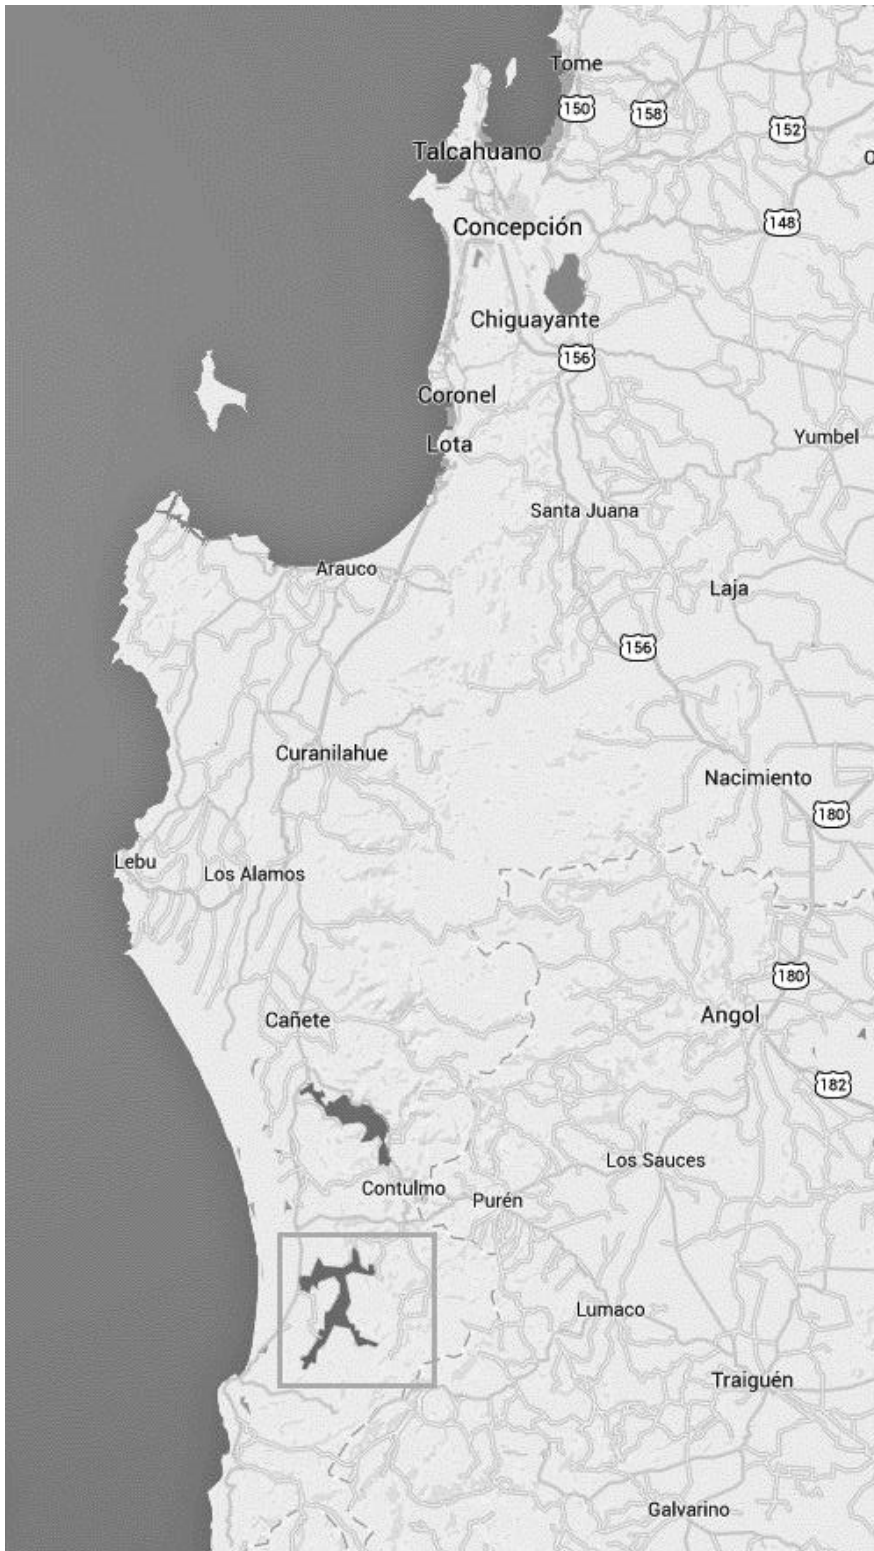 Tome
150
158
152
Talcahuano
O
Concepción
148
Chiguayante
156
Coronel
Yumbel
Lota
Santa Juana
Arauco
Laja
156
Curanilahue
Nacimiento
180
Lebu
Los Alamos
180
Angol
Cañete
182
Los Sauces
Contulmo
Purén
Lumaco
Traiguén
Galvarino